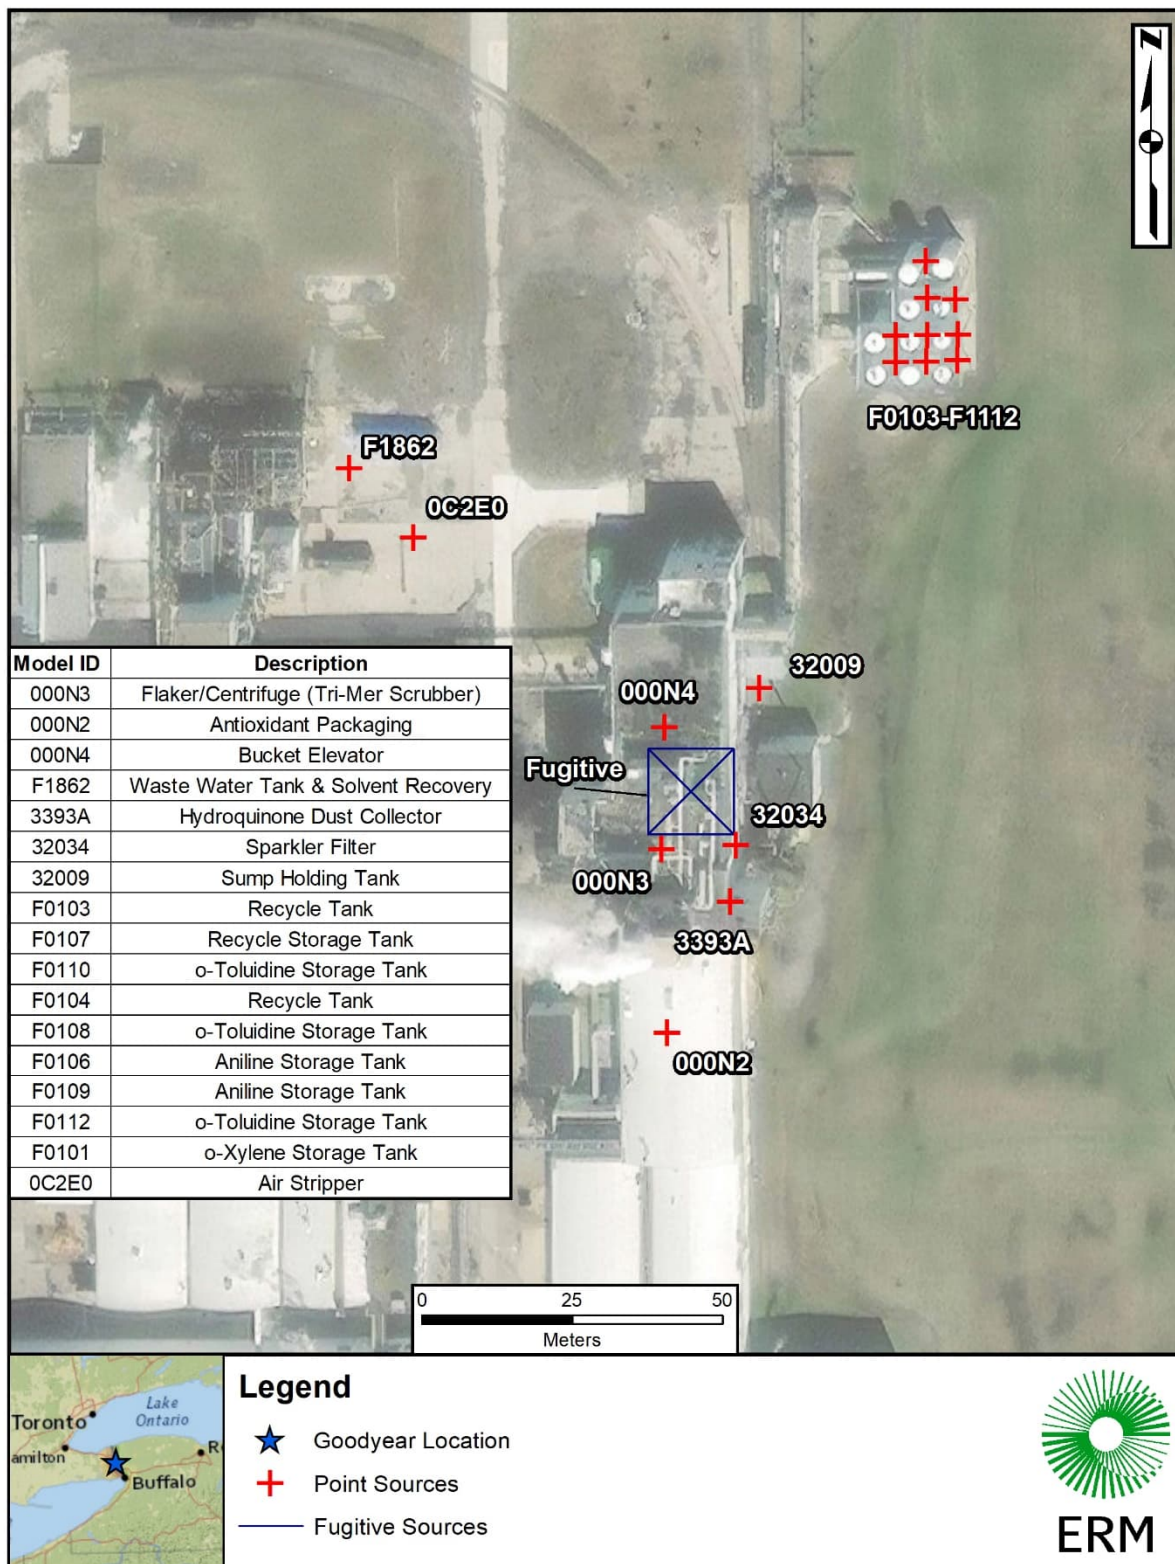 Z
F0103-F1112
F1862
0C2E0
32009
000N4
Fugitive
32034
000N3
3393A
000N2
Model ID Description
000N3 Flaker/Centrifuge (Tri-Mer Scrubber)
000N2 Antioxidant Packaging
000N4 Bucket Elevator
F1862 Waste Water Tank & Solvent Recovery
3393A Hydroquinone Dust Collector
32034 Sparkler Filter
32009 Sump Holding Tank
F0103 Recycle Tank
F0107 Recycle Storage Tank
F0110 o-Toluidine Storage Tank
F0104 Recycle Tank
F0108 o-Toluidine Storage Tank
F0106 Aniline Storage Tank
F0109 Aniline Storage Tank
F0112 o-Toluidine Storage Tank
F0101 o-Xylene Storage Tank
0C2E0 Air Stripper
0 25 50
Meters
Lake
Ontario
Toronto
amilton
R
Buffalo
Legend
Goodyear Location
Point Sources
Fugitive Sources
ERM